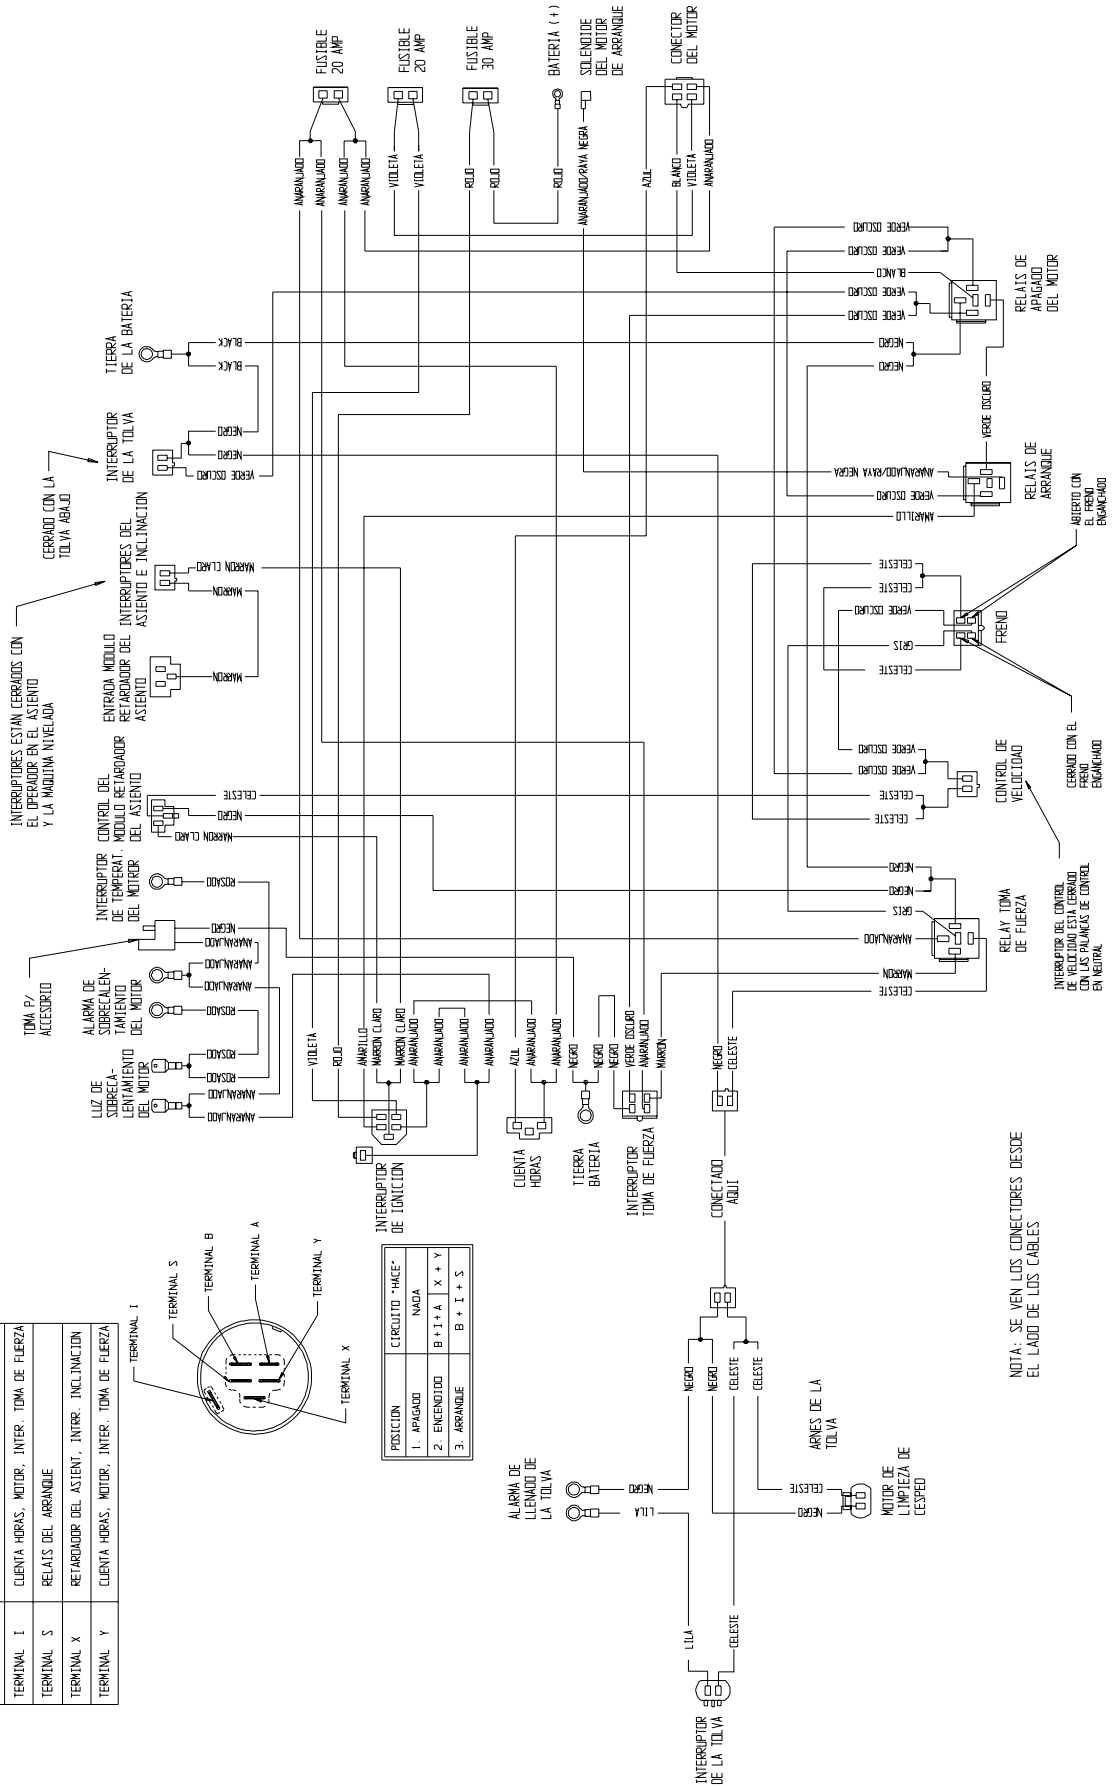 TERMINAL I CUENTA HORAS, MOTOR, INTER. TOMA DE FUERZA
TERMINAL S RELAIS DEL ARRANQUE
TERMINAL X RETARDADOR DEL ASIENT, INTRR. INCLINACION
TERMINAL Y CUENTA HORAS, MOTOR, INTER. TOMA DE FUERZA
TERMINAL I
TERMINAL S
TERMINAL B
TERMINAL A
TERMINAL Y
TERMINAL X
POSICION CIRCUITO "HACE"
1. APAGADO NADA
2. ENCENDIDO B+I+A X + Y
3. ARRANQUE B + I + S
INTERRUPTORES ESTAN CERRADOS CON
EL OPERADOR EN EL ASIENTO
Y LA MAQUINA NIVELADA
CERRADO CON LA
TOLVA ABAJO
TOMA P/
ACCESORIO
LUZ DE
SOBRECA-
LENTAMIENTO
DEL MOTOR
ALARMA DE
SOBRECALEN-
TAMIENTO
DEL MOTOR
INTERRUPTOR
DE TEMPERAT.
DEL MOTROR
CONTROL DEL
MODULO RETARDADOR
DEL ASIENTO
ENTRADA MODULO
RETARDADOR DEL
ASIENTO
INTERRUPTORES DEL
ASIENTO E INCLINACION
INTERRUPTOR
DE LA TOLVA
TIERRA
DE LA BATERIA
ANARANJADO
ANARANJADO
ROSADO
ROSADO
ROSADO
ANARANJADO
ANARANJADO
ANARANJADO
NEGRO
ROSADO
MARRON CLARO
NEGRO
CELESTE
MARRON
MARRON
MARRON CLARO
VERDE OSCURO
NEGRO
NEGRO
BLACK
BLACK
FUSIBLE
20 AMP
FUSIBLE
20 AMP
FUSIBLE
30 AMP
BATERIA (+)
SOLENOIDE
DEL MOTOR
DE ARRANQUE
CONECTOR
DEL MOTOR
ANARANJADO
ANARANJADO
ANARANJADO
ANARANJADO
VIOLETA
VIOLETA
ROJO
ROJO
ROJO
ANARANJADO/RAYA NEGRA
AZUL
BLANCO
VIOLETA
ANARANJADO
INTERRUPTOR
DE IGNICION
VIOLETA
ROJO
AMARILLO
MARRON CLARO
MARRON CLARO
ANARANJADO
ANARANJADO
ANARANJADO
ANARANJADO
CUENTA
HORAS
AZUL
ANARANJADO
ANARANJADO
TIERRA
BATERIA
NEGRO
NEGRO
INTERRUPTOR
TOMA DE FUERZA
NEGRO
VERDE OSCURO
ANARANJADO
MARRON
CONECTADO
AQUI
NEGRO
CELESTE
VERDE OSCURO
VERDE OSCURO
BLANCO
VERDE OSCURO
VERDE OSCURO
NEGRO
NEGRO
RELAIS DE
APAGADO
DEL MOTOR
VERDE OSCURO
ANARANJADO/RAYA NEGRA
VERDE OSCURO
AMARILLO
RELAIS DE
ARRANQUE
ABIERTO CON
EL FRENO
ENGANCHADO
CELESTE
CELESTE
VERDE OSCURO
GRIS
CELESTE
FRENO
CERRADO CON EL
FRENO
ENGANCHADO
VERDE OSCURO
VERDE OSCURO
CELESTE
CELESTE
CONTROL DE
VELOCIDAD
INTERRUPTOR DEL CONTROL
DE VELOCIDAD ESTA CERRADO
CON LAS PALANCAS DE CONTROL
EN NEUTRAL
NEGRO
NEGRO
GRIS
ANARANJADO
MARRON
CELESTE
RELAY TOMA
DE FUERZA
ALARMA DE
LLENADO DE
LA TOLVA
NEGRO
LILA
NEGRO
NEGRO
CELESTE
CELESTE
ARNES DE LA
TOLVA
CELESTE
NEGRO
MOTOR DE
LIMPIEZA DE
CESPED
LILA
CELESTE
INTERRUPTOR
DE LA TOLVA
NOTA: SE VEN LOS CONECTORES DESDE
EL LADO DE LOS CABLES